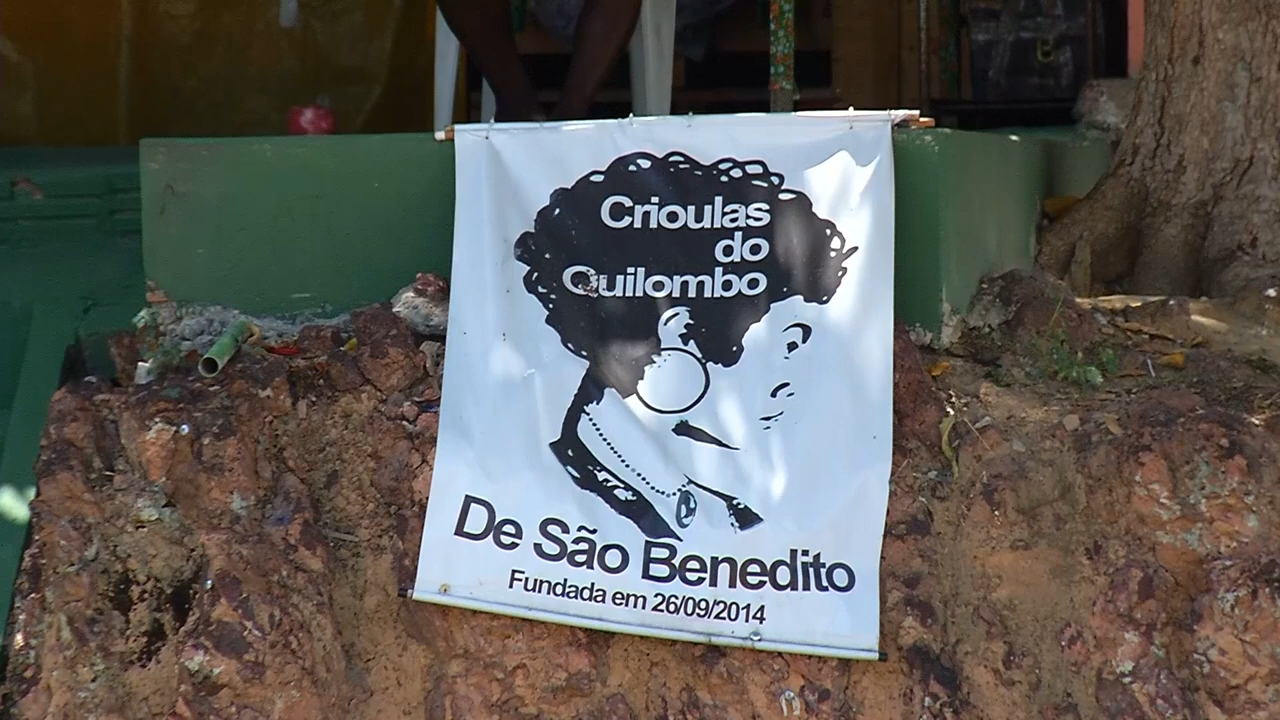 Crioulas
do
Quilombo
De São Benedito
Fundada em 26/09/2014